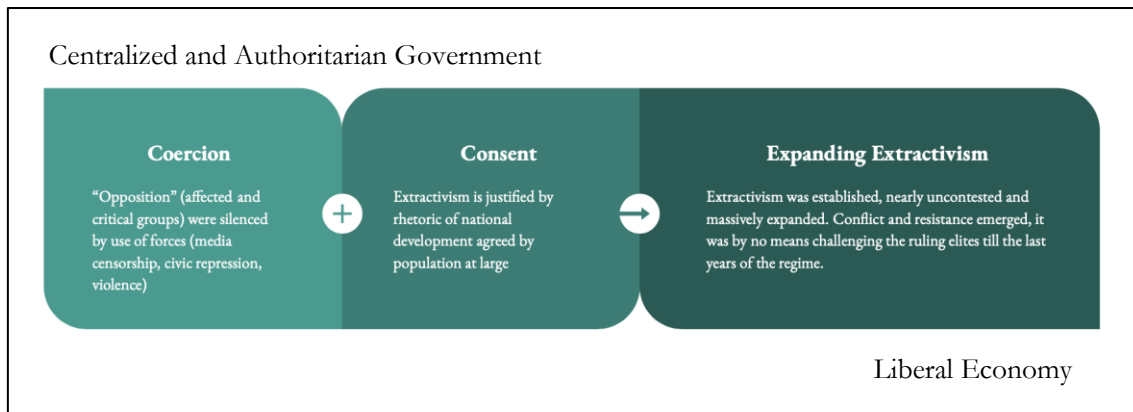 Centralized and Authoritarian Government
Coercion
“Opposition” (affected and
critical groups) were silenced
by use of forces (media
censorship, civic repression,
violence)
+
Consent
Extractivism is justified by
rhetoric of national
development agreed by
population at large
Expanding Extractivism
Extractivism was established, nearly uncontested and
massively expanded. Conflict and resistance emerged, it
was by no means challenging the ruling elites till the last
years of the regime.
Liberal Economy